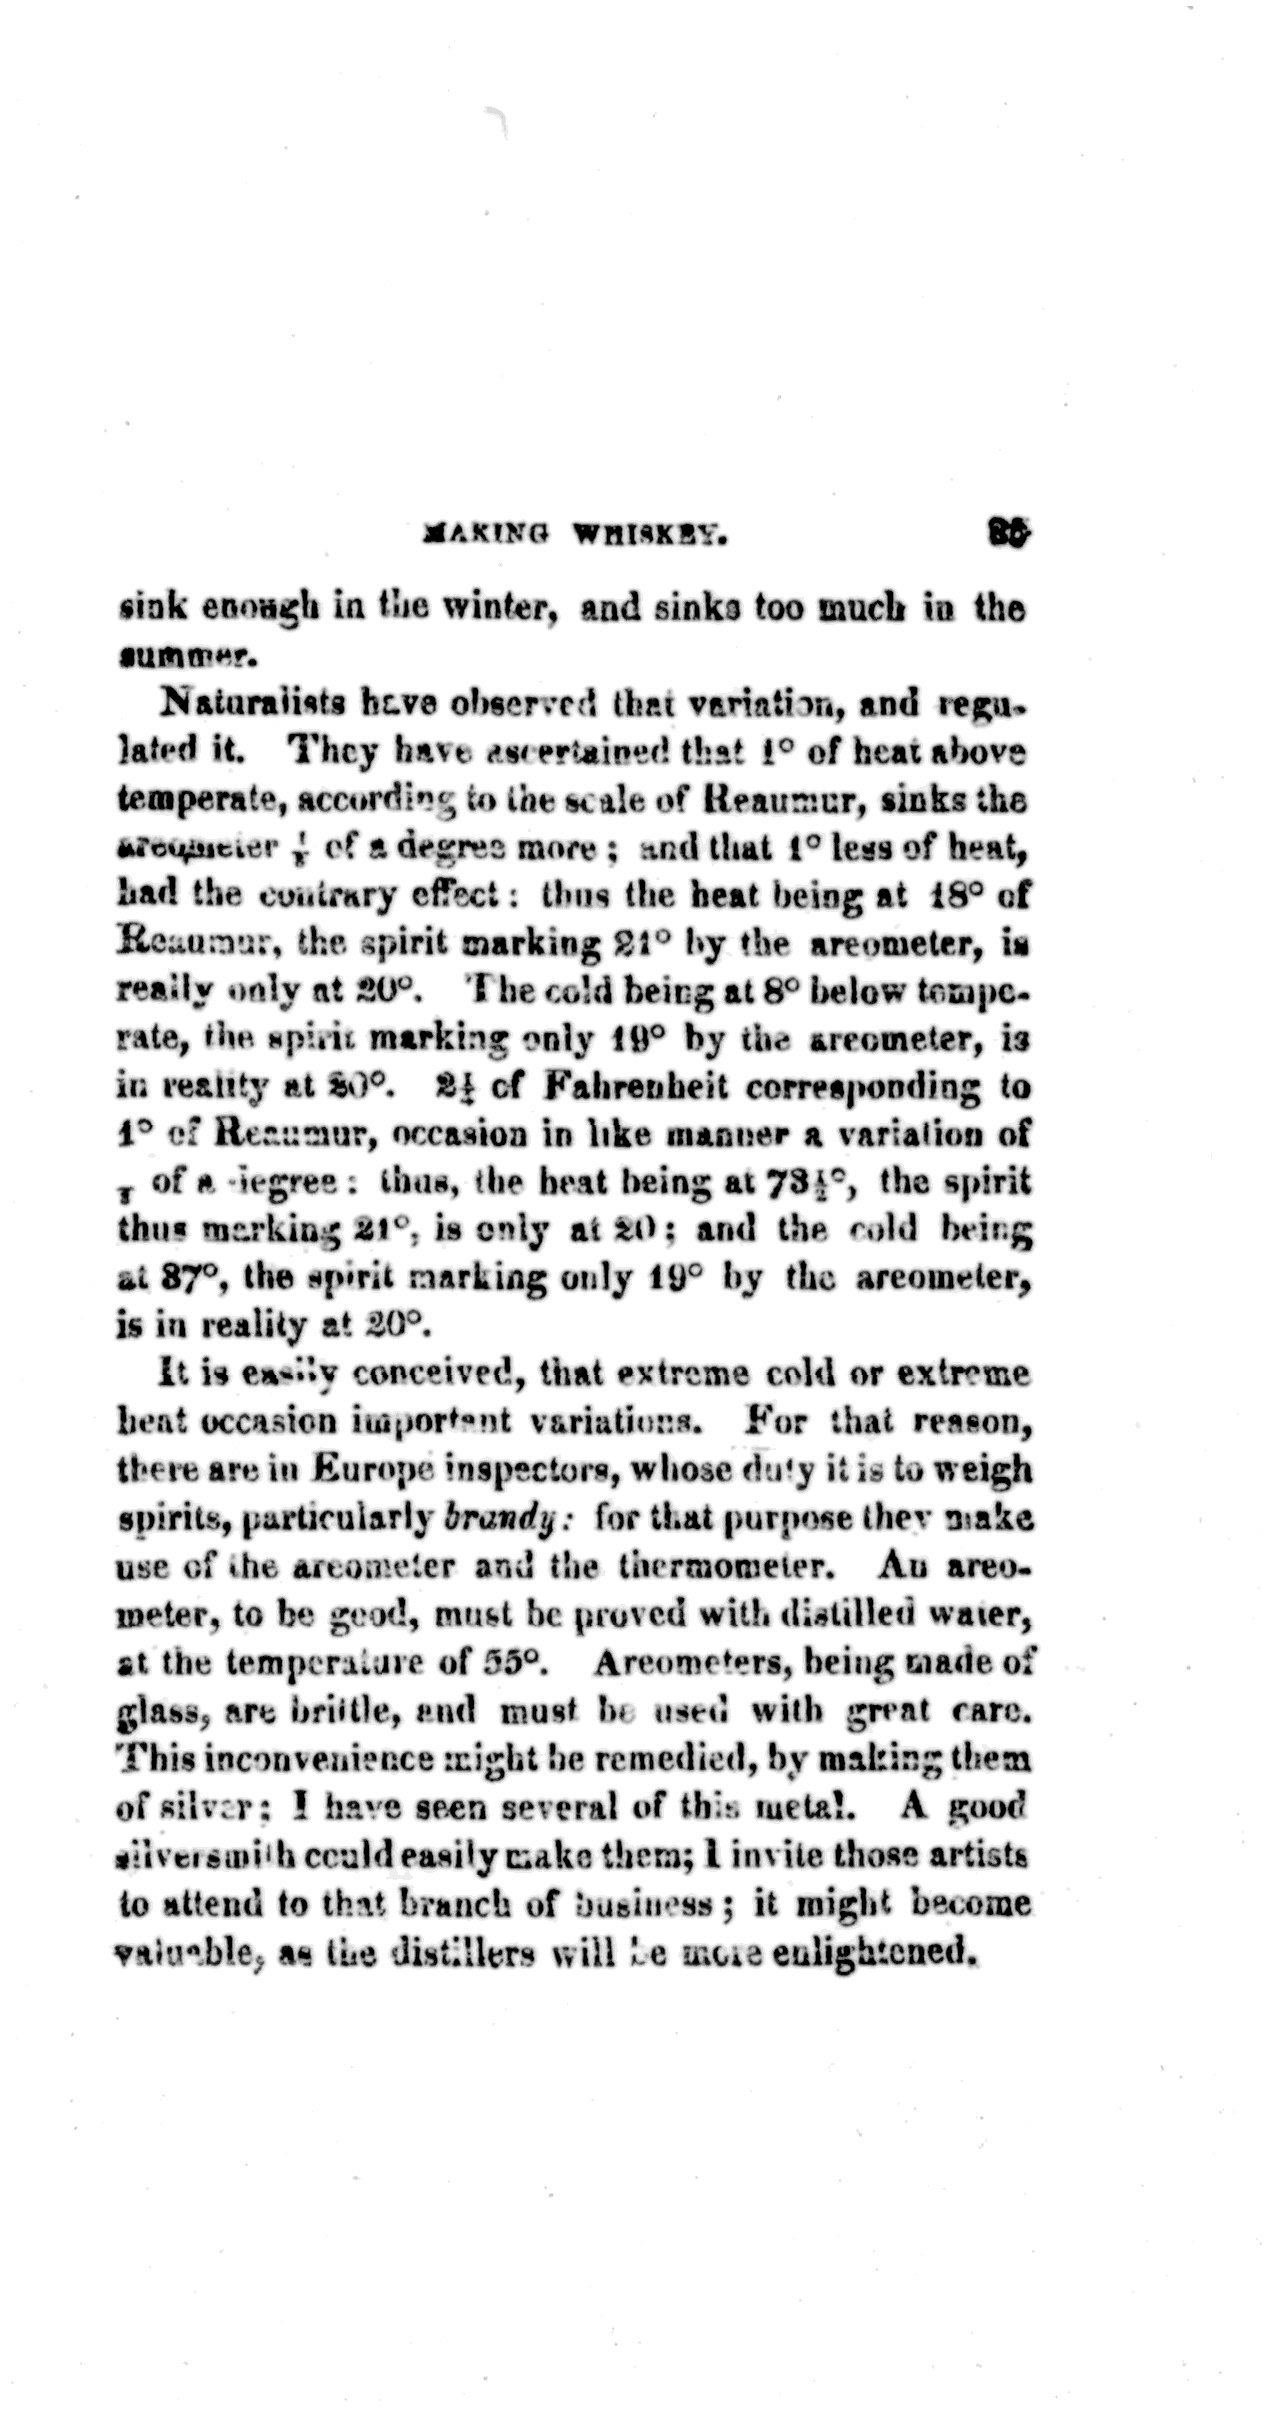 MAKING WHISKEY. 85
sink enough in the winter, and sinks too much in the
summer.
Naturalists have observed that variation, and regu-
lated it. They have ascertained that 1° of heat above
temperate, according to the scale of Reaumur, sinks the
areometer ⅛ of a degree more; and that 1° less of heat,
had the contrary effect: thus the heat being at 18° of
Reaumur, the spirit marking 21° by the areometer, is
really only at 20°. The cold being at 8° below tempe-
rate, the spirit marking only 19° by the areometer, is
in reality at 20°. 2¼ of Fahrenheit corresponding to
1° of Reaumur, occasion in like manner a variation of
of a degree: thus, the heat being at 78½°, the spirit
thus marking 21°, is only at 20; and the cold being
at 37°, the spirit marking only 19° by the areometer,
is in reality at 20°.
It is easily conceived, that extreme cold or extreme
heat occasion important variations. For that reason,
there are in Europe inspectors, whose duty it is to weigh
spirits, particularly brandy: for that purpose they make
use of the areometer and the thermometer. An areo-
meter, to be good, must be proved with distilled water,
at the temperature of 55°. Areometers, being made of
glass, are brittle, and must be used with great care.
This inconvenience might be remedied, by making them
of silver; I have seen several of this metal. A good
silversmith could easily make them; I invite those artists
to attend to that branch of business; it might become
valuable, as the distillers will be more enlightened.